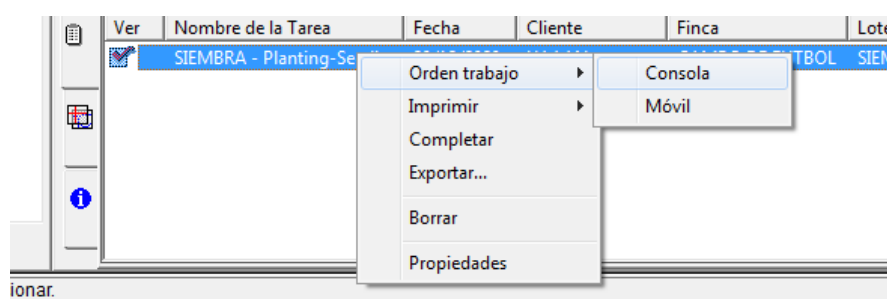 Ver Nombre de la Tarea Fecha Cliente Finca Lote
SIEMBRA - Planting-Se SIEM
Orden trabajo Consola
Imprimir Móvil
Completar
Exportar...
Borrar
Propiedades
ionar.